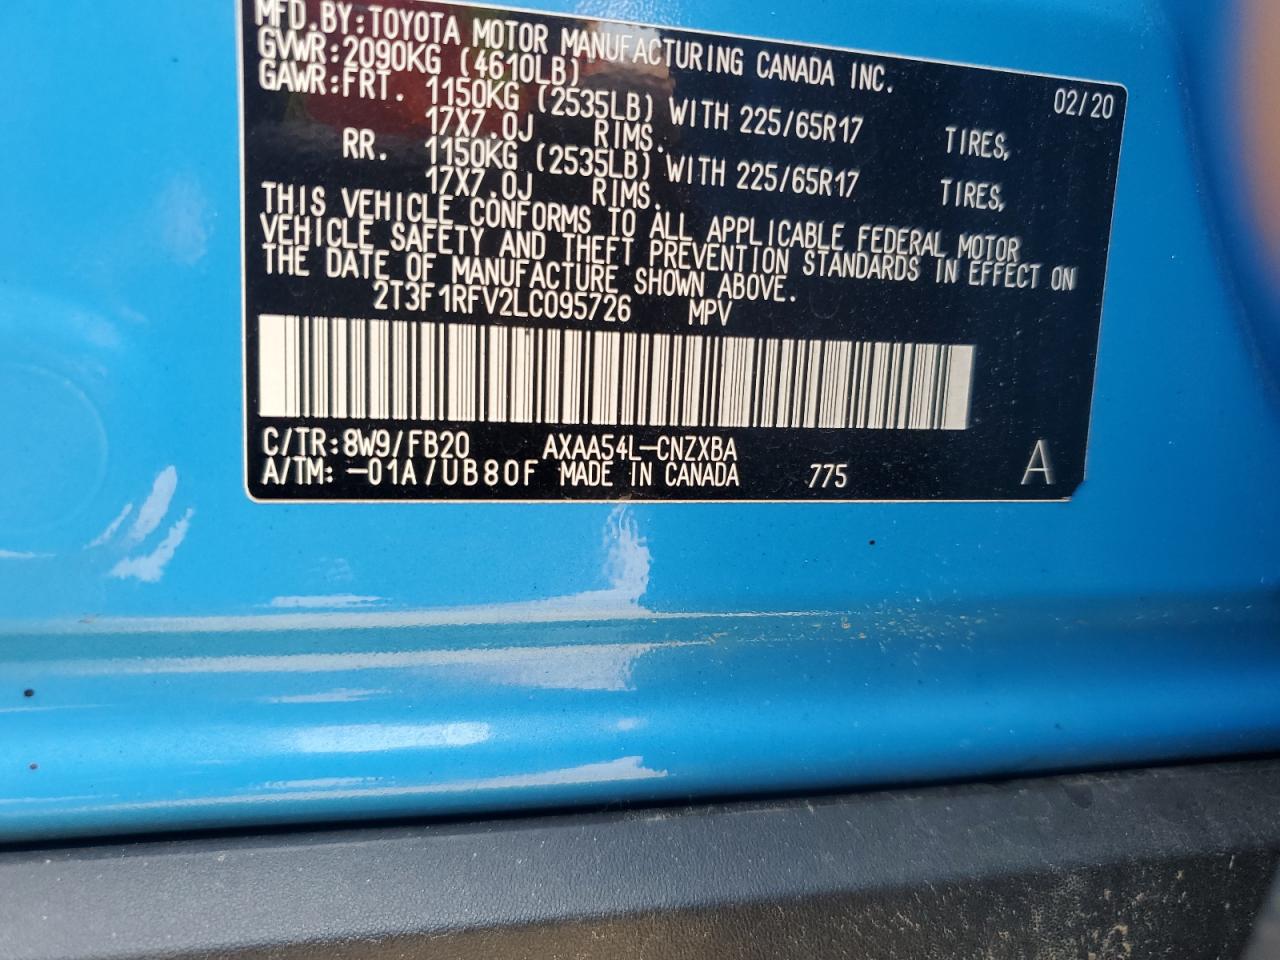 MFD.BY:TOYOTA MOTOR MANUFACTURING CANADA INC.
GVWR:2090KG (4610LB) 02/20
GAWR:FRT. 1150KG (2535LB) WITH 225/65R17 TIRES,
17X7.0J RIMS.
RR. 1150KG (2535LB) WITH 225/65R17 TIRES,
17X7.0J RIMS.
THIS VEHICLE CONFORMS TO ALL APPLICABLE FEDERAL MOTOR
VEHICLE SAFETY AND THEFT PREVENTION STANDARDS IN EFFECT ON
THE DATE OF MANUFACTURE SHOWN ABOVE.
2T3F1RFV2LC095726 MPV
C/TR:8W9/FB20 AXAA54L-CNZXBA
A/TM: -01A/UB80F MADE IN CANADA 775 A